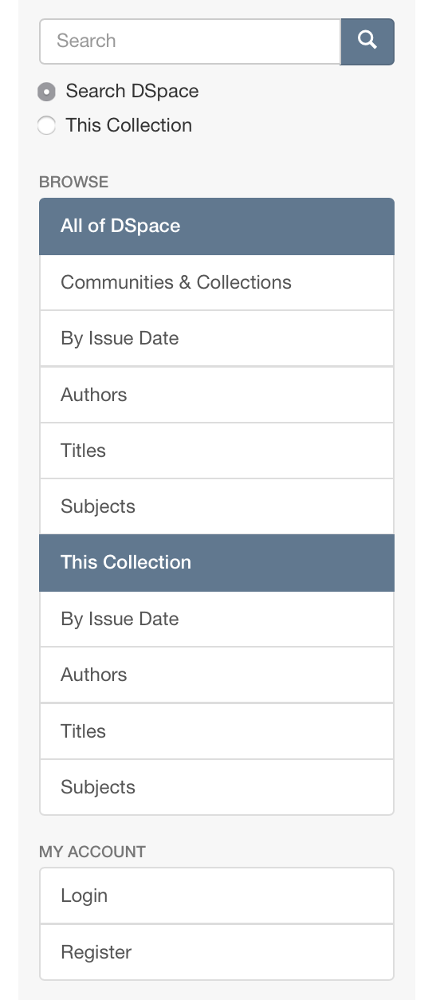 Search
Search DSpace
This Collection
BROWSE
All of DSpace
Communities & Collections
By Issue Date
Authors
Titles
Subjects
This Collection
By Issue Date
Authors
Titles
Subjects
MY ACCOUNT
Login
Register